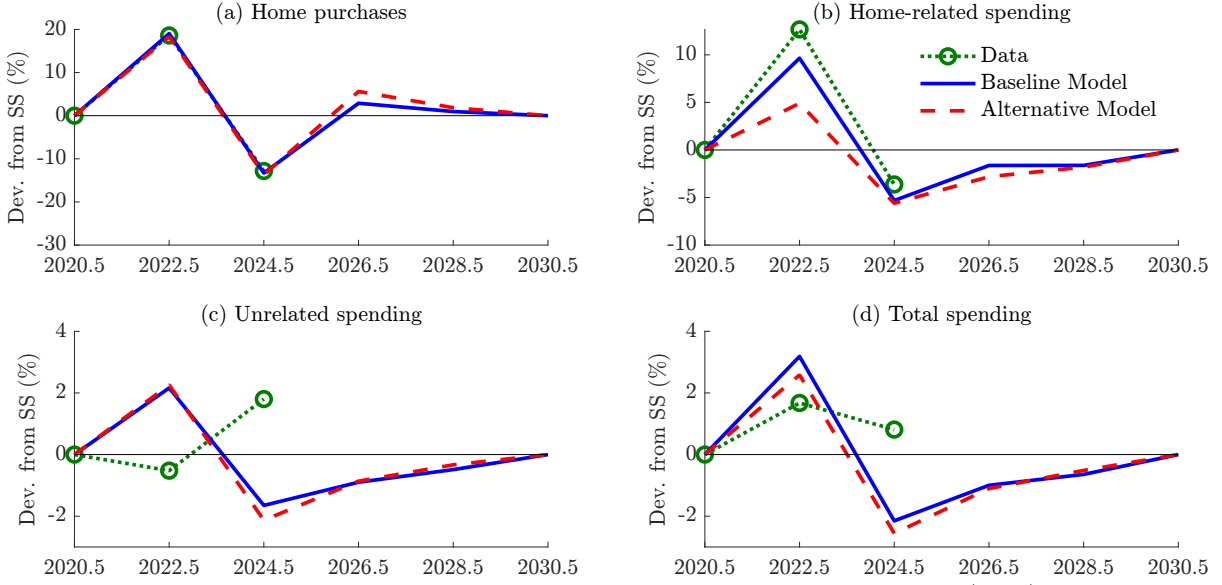 (a) Home purchases
Dev. from SS (%)
20
10
0
-10
-20
-30
2020.5 2022.5 2024.5 2026.5 2028.5 2030.5
(b) Home-related spending
Dev. from SS (%)
10
5
0
-5
-10
2020.5 2022.5 2024.5 2026.5 2028.5 2030.5
Data
Baseline Model
Alternative Model
(c) Unrelated spending
Dev. from SS (%)
4
2
0
-2
2020.5 2022.5 2024.5 2026.5 2028.5 2030.5
(d) Total spending
Dev. from SS (%)
4
2
0
-2
2020.5 2022.5 2024.5 2026.5 2028.5 2030.5